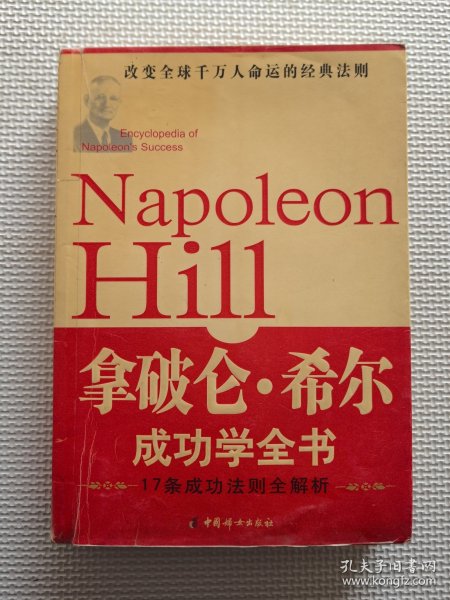 改变全球千万人命运的经典法则
Encyclopedia of
Napoleon's Success
Napoleon
Hill
拿破仑·希尔
成功学全书
17条成功法则全解析
中国妇女出版社
孔夫子旧书网
www.kongfz.com